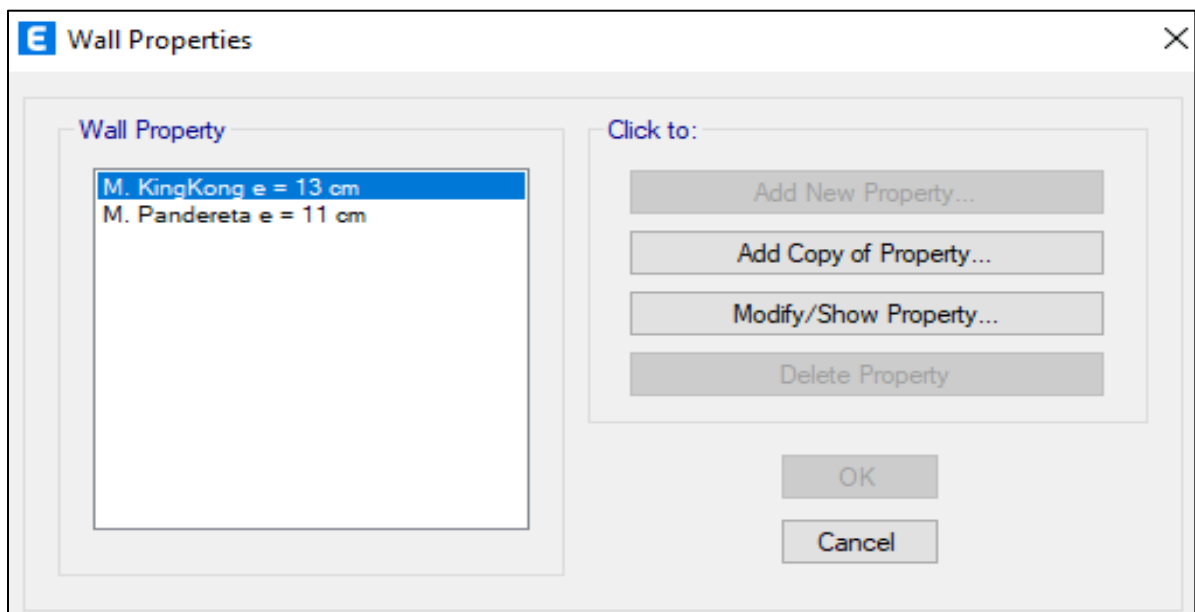 E Wall Properties
Wall Property
M. KingKong e = 13 cm
M. Pandereta e = 11 cm
Click to:
Add New Property...
Add Copy of Property...
Modify/Show Property...
Delete Property
OK
Cancel